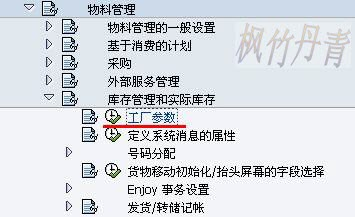 物料管理
物料管理的一般设置
基于消费的计划
采购
外部服务管理
库存管理和实际库存
工厂参数
定义系统消息的属性
号码分配
货物移动初始化/抬头屏幕的字段选择
Enjoy 事务设置
发货/转储记帐
枫竹丹青